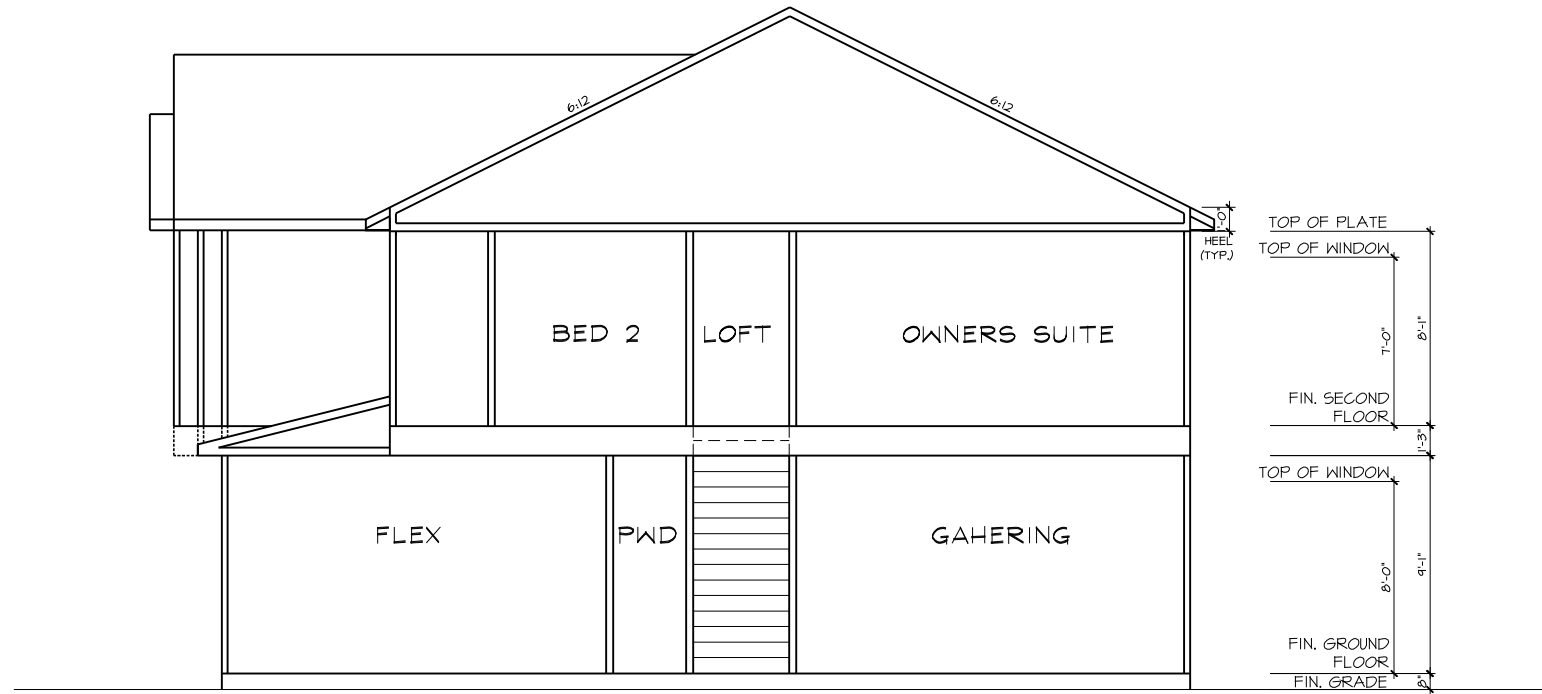 6:12
6:12
1'-0"
HEEL
(TYP.)
TOP OF PLATE
TOP OF WINDOW
BED 2
LOFT
OWNERS SUITE
7'-0"
8'-1"
FIN. SECOND
FLOOR
1'-3"
TOP OF WINDOW
FLEX
PWD
GAHERING
8'-0"
9'-1"
FIN. GROUND
FLOOR
FIN. GRADE
8"